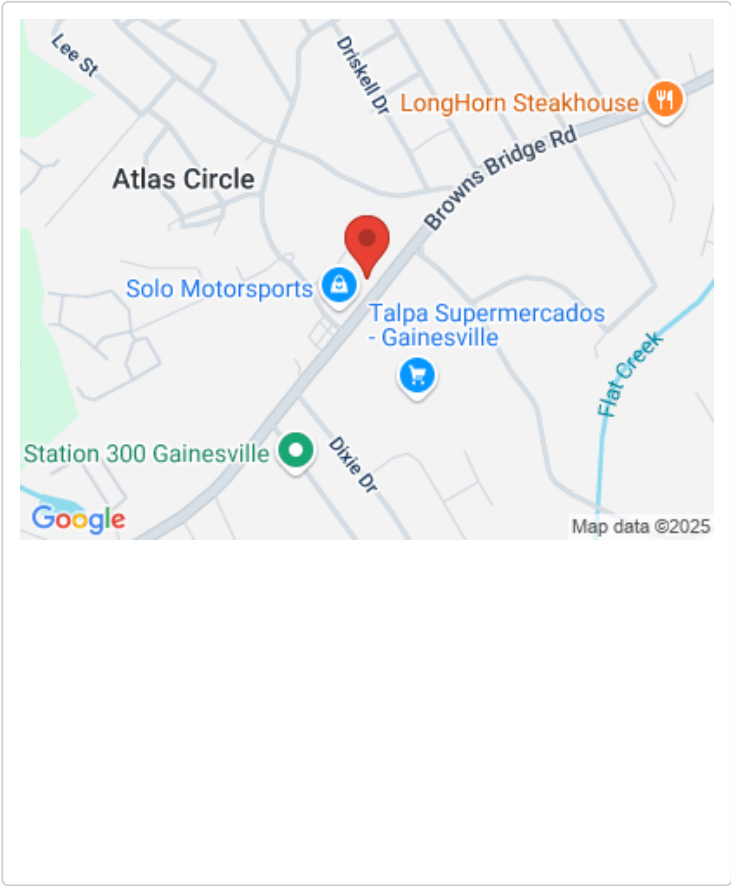 Lee St
Driskell Dr
LongHorn Steakhouse
Browns Bridge Rd
Atlas Circle
Solo Motorsports
Talpa Supermercados
- Gainesville
Flat Creek
Station 300 Gainesville
Dixie Dr
Google
Map data ©2025